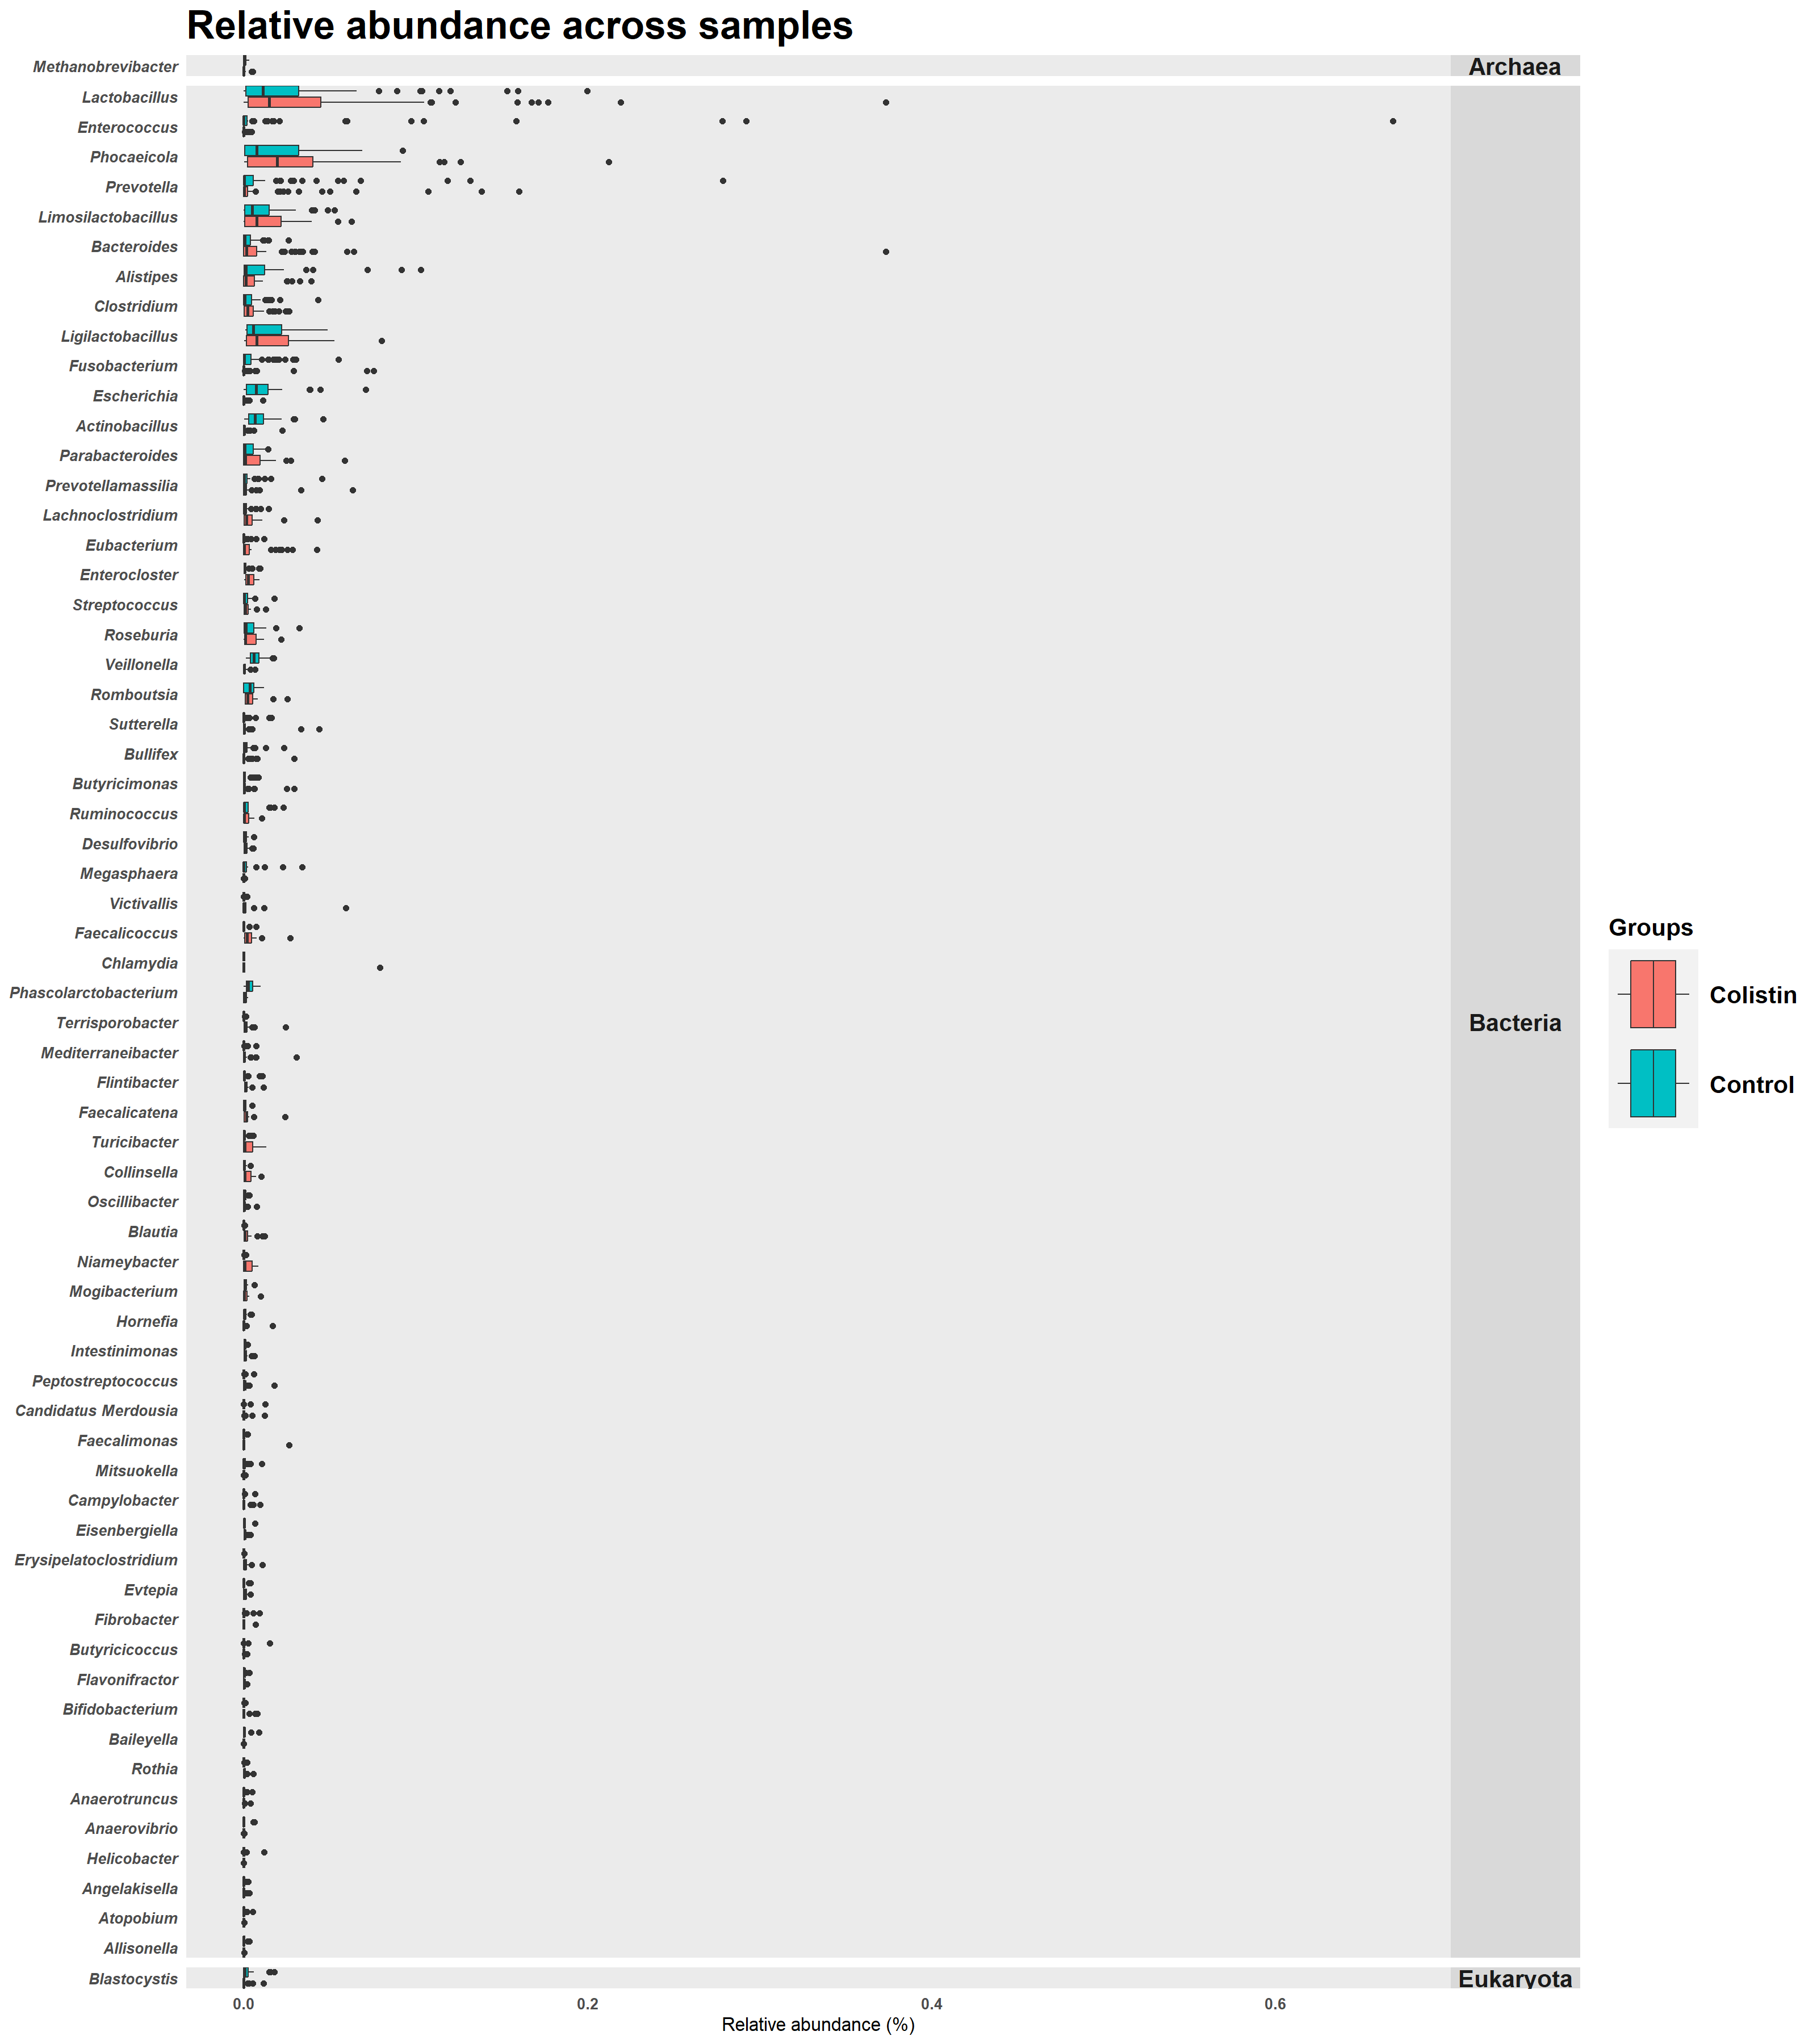 Relative abundance across samples
Methanobrevibacter
Archaea
Lactobacillus
Enterococcus
Phocaeicola
Prevotella
Limosilactobacillus
Bacteroides
Alistipes
Clostridium
Ligilactobacillus
Fusobacterium
Escherichia
Actinobacillus
Parabacteroides
Prevotellamassilia
Lachnoclostridium
Eubacterium
Enterocloster
Streptococcus
Roseburia
Veillonella
Romboutsia
Sutterella
Bullifex
Butyricimonas
Ruminococcus
Desulfovibrio
Megasphaera
Victivallis
Faecalicoccus
Chlamydia
Phascolarctobacterium
Terrisporobacter
Mediterraneibacter
Flintibacter
Faecalicatena
Turicibacter
Collinsella
Oscillibacter
Blautia
Niameybacter
Mogibacterium
Hornefia
Intestinimonas
Peptostreptococcus
Candidatus Merdousia
Faecalimonas
Mitsuokella
Campylobacter
Eisenbergiella
Erysipelatoclostridium
Evtepia
Fibrobacter
Butyricicoccus
Flavonifractor
Bifidobacterium
Baileyella
Rothia
Anaerotruncus
Anaerovibrio
Helicobacter
Angelakisella
Atopobium
Allisonella
Bacteria
Blastocystis
Eukaryota
0.0 0.2 0.4 0.6
Relative abundance (%)
Groups
Colistin
Control